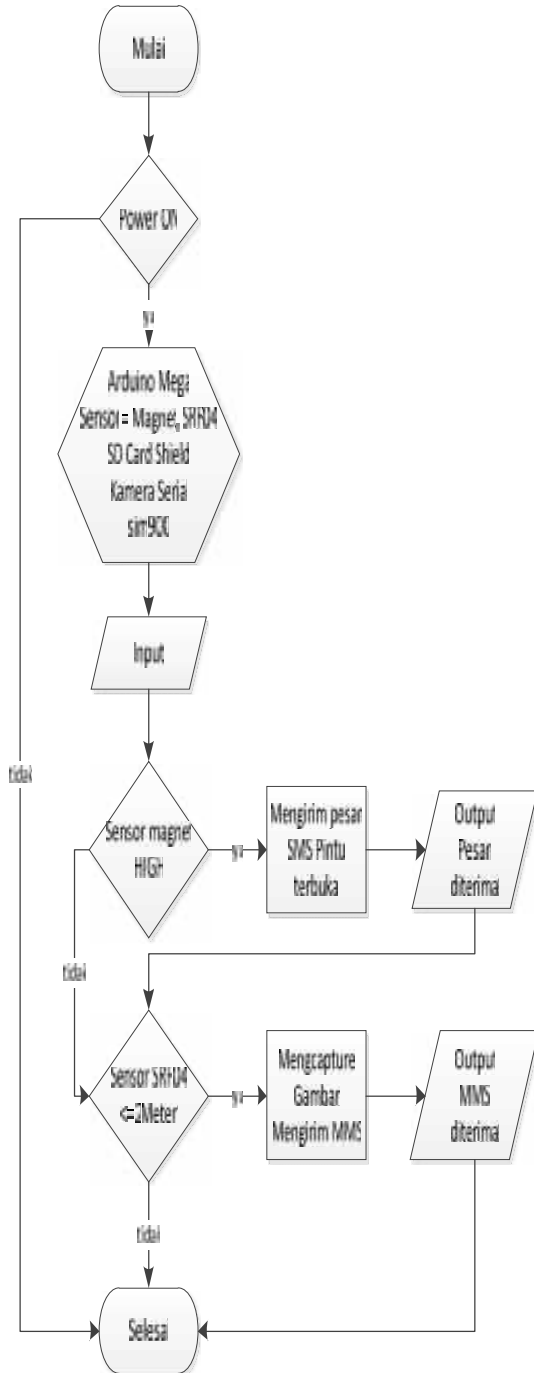 Mulai
Power ON
ya
Arduino Mega
Sensor = Magnet, SRF04
SD Card Shield
Kamera Serial
sim900
Input
tidak
Sensor magnet
HIGH
ya
Mengirim pesan
SMS Pintu
terbuka
Output
Pesan
diterima
tidak
Sensor SRF04
<=2Meter
ya
Mengcapture
Gambar
Mengirim MMS
Output
MMS
diterima
tidak
Selesai